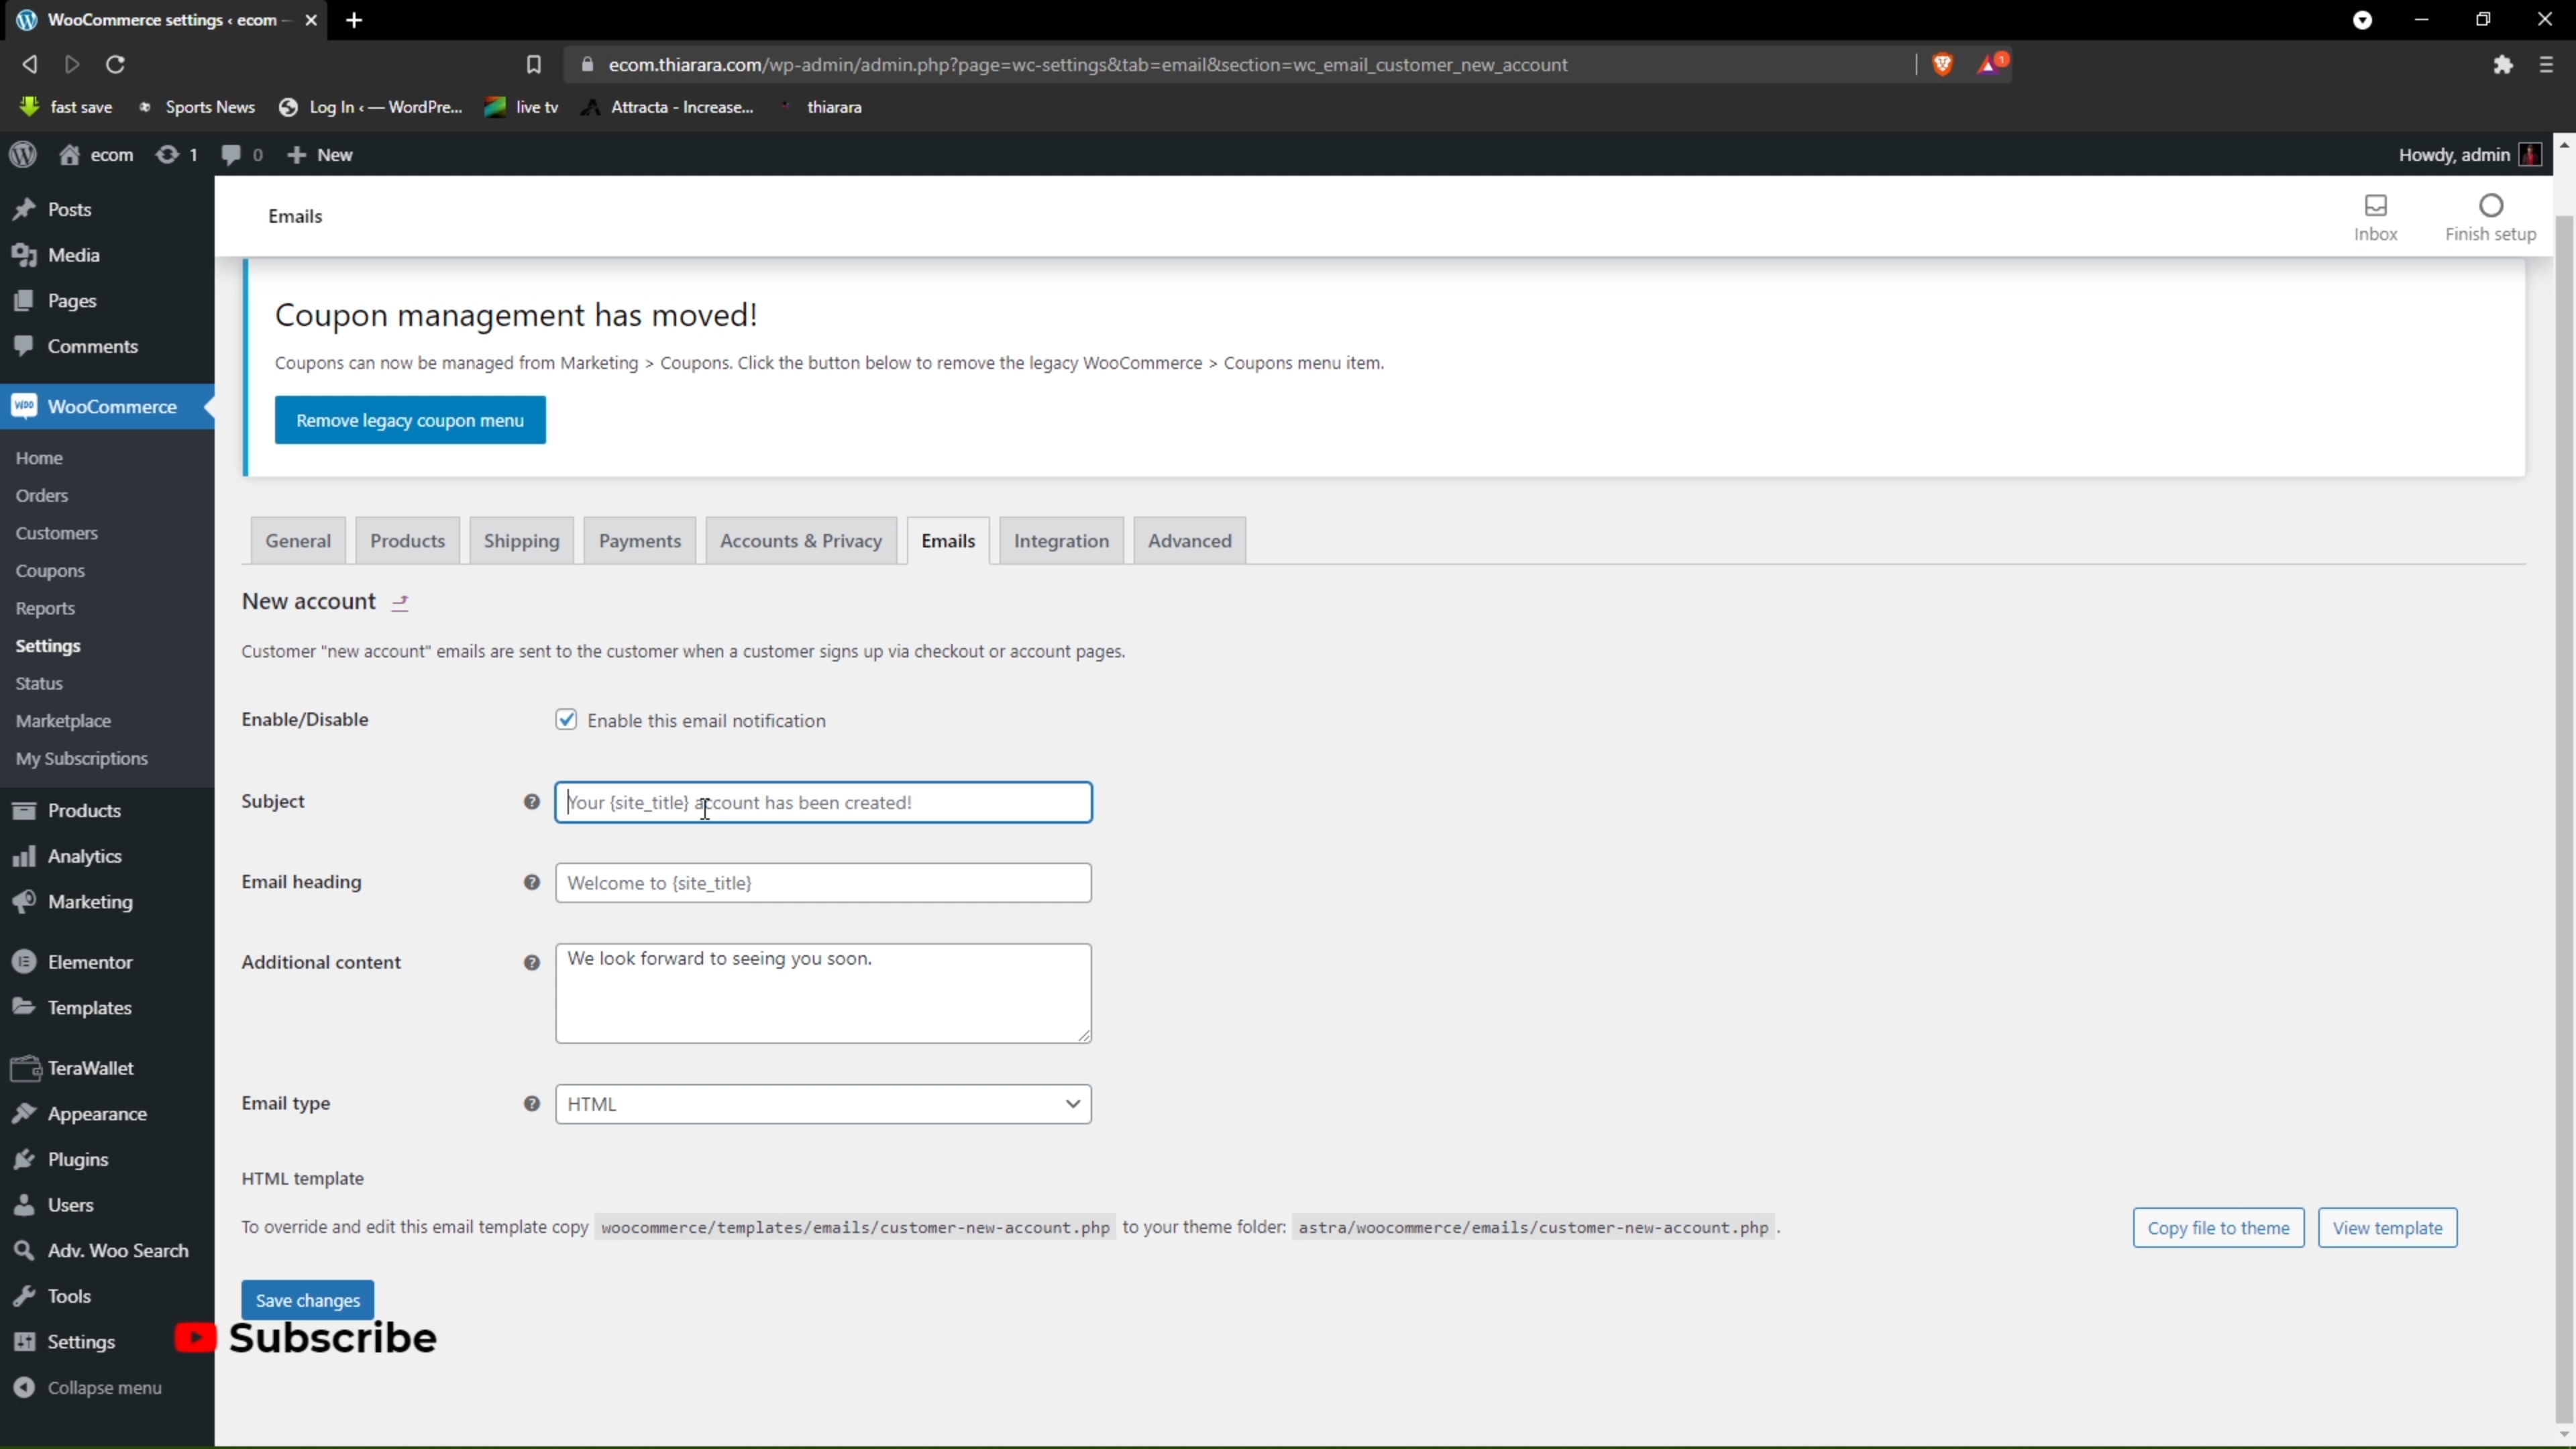 WooCommerce settings ‹ ecom —
ecom.thiarara.com/wp-admin/admin.php?page=wc-settings&tab=email&section=wc_email_customer_new_account
1
fast save
Sports News
Log In ‹ — WordPre...
live tv
Attracta - Increase...
thiarara
ecom
1
0
New
Howdy, admin
Posts
Media
Pages
Comments
WooCommerce
Home
Orders
Customers
Coupons
Reports
Settings
Status
Marketplace
My Subscriptions
Products
Analytics
Marketing
Elementor
Templates
TeraWallet
Appearance
Plugins
Users
Adv. Woo Search
Tools
Settings
Collapse menu
Emails
Inbox
Finish setup
Coupon management has moved!
Coupons can now be managed from Marketing > Coupons. Click the button below to remove the legacy WooCommerce > Coupons menu item.
Remove legacy coupon menu
General
Products
Shipping
Payments
Accounts & Privacy
Emails
Integration
Advanced
New account
Customer "new account" emails are sent to the customer when a customer signs up via checkout or account pages.
Enable/Disable
Enable this email notification
Subject
Your {site_title} account has been created!
Email heading
Welcome to {site_title}
Additional content
We look forward to seeing you soon.
Email type
HTML
HTML template
To override and edit this email template copy woocommerce/templates/emails/customer-new-account.php to your theme folder: astra/woocommerce/emails/customer-new-account.php .
Copy file to theme
View template
Save changes
Subscribe